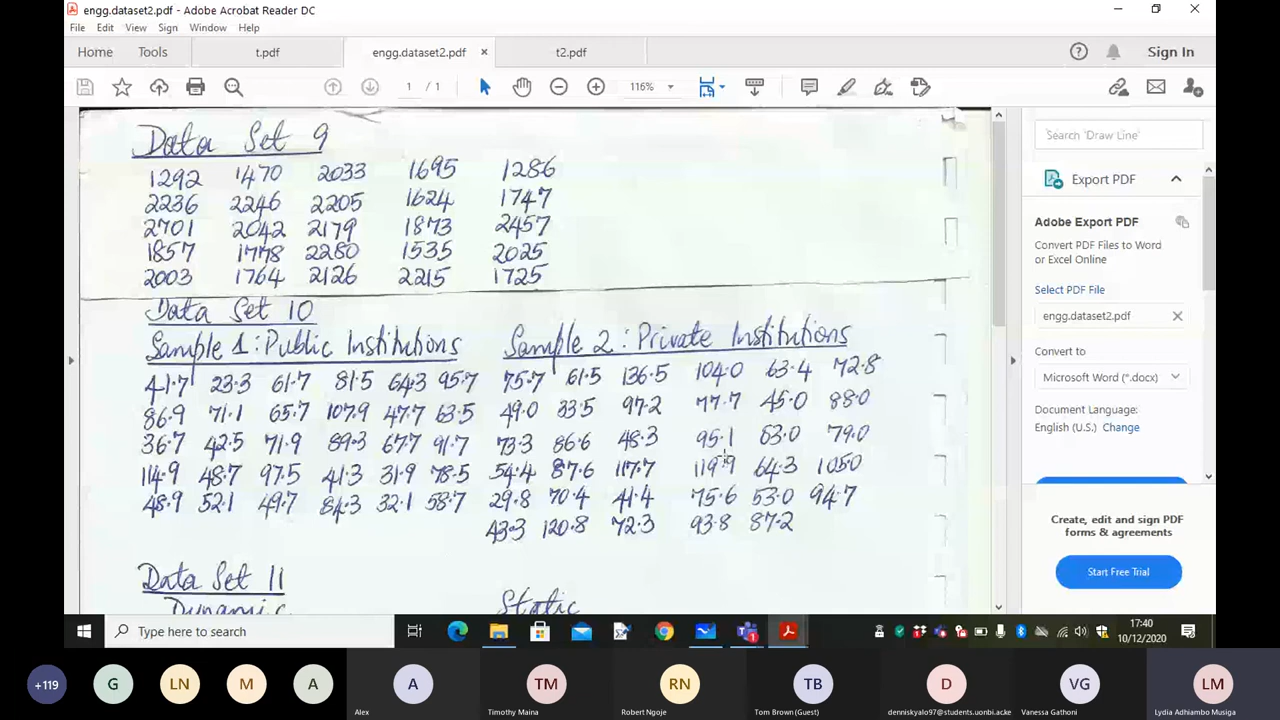 engg.dataset2.pdf - Adobe Acrobat Reader DC
File Edit View Sign Window Help
Home Tools t.pdf engg.dataset2.pdf × t2.pdf Sign In
1 / 1 116%
Data Set 9
1292 1470 2033 1695 1286
2236 2246 2205 1624 1747
2701 2042 2179 1873 2457
1857 1778 2280 1535 2025
2003 1764 2126 2215 1725
Data Set 10
Sample 1: Public Institutions Sample 2: Private Institutions
41.7 23.3 61.7 81.5 64.3 95.7 75.7 61.5 136.5 104.0 63.4 72.8
86.9 71.1 65.7 107.9 47.7 63.5 49.0 33.5 97.2 77.7 45.0 88.0
36.7 42.5 71.9 89.3 67.7 91.7 73.3 86.6 48.3 95.1 63.0 79.0
114.9 48.7 97.5 41.3 31.9 78.5 54.4 87.6 117.7 119.9 64.3 105.0
48.9 52.1 49.7 84.3 32.1 58.7 29.8 70.4 41.4 75.6 53.0 94.7
43.3 120.8 72.3 93.8 87.2
Data Set 11
Dynamic Static
Search 'Draw Line'
Export PDF
Adobe Export PDF
Convert PDF Files to Word
or Excel Online
Select PDF File
engg.dataset2.pdf ×
Convert to
Microsoft Word (*.docx)
Document Language:
English (U.S.) Change
Create, edit and sign PDF
forms & agreements
Start Free Trial
Type here to search
17:40
10/12/2020
+119 G LN M A A TM RN TB D VG LM
Alex Timothy Maina Robert Ngoje Tom Brown (Guest) denniskyalo97@students.uonbi.ac.ke Vanessa Gathoni Lydia Adhiambo Musiga